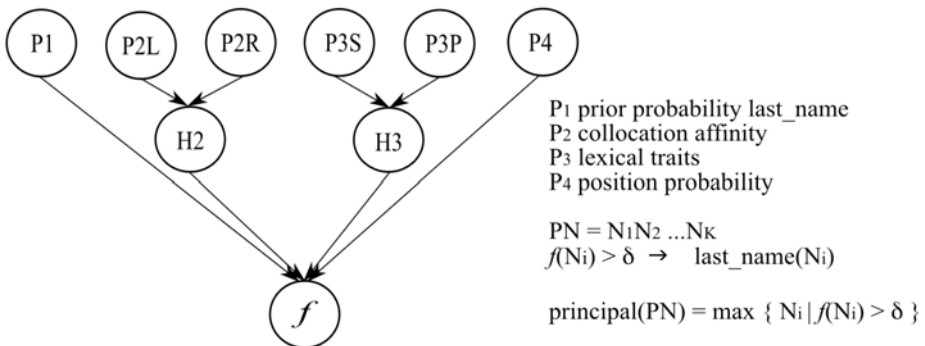 P1 P2L P2R P3S P3P P4
H2 H3
f
P1 prior probability last_name
P2 collocation affinity
P3 lexical traits
P4 position probability
PN = N1N2 ...NK
f(Ni) > δ → last_name(Ni)
principal(PN) = max { Ni | f(Ni) > δ }